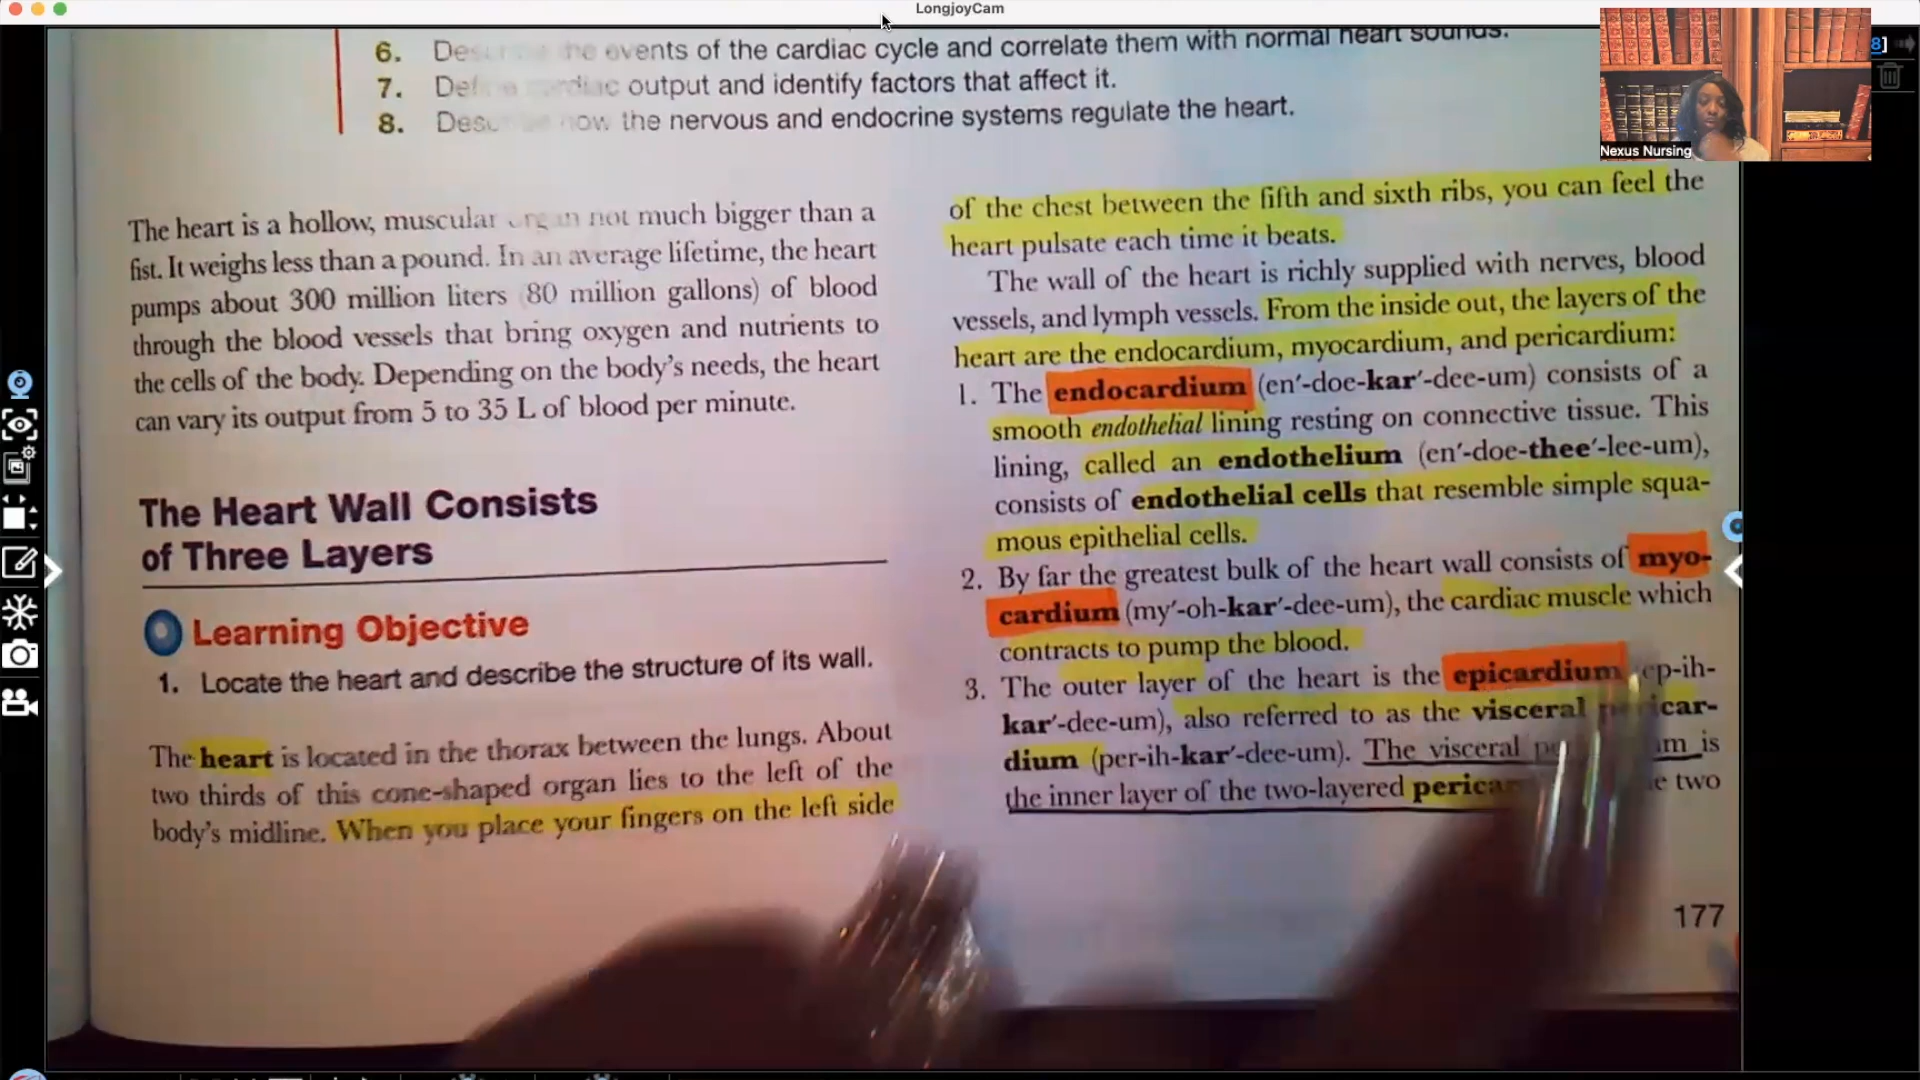 LongjoyCam
8]
Nexus Nursing
6. Describe the events of the cardiac cycle and correlate them with normal heart sounds.
7. Define cardiac output and identify factors that affect it.
8. Describe how the nervous and endocrine systems regulate the heart.
The heart is a hollow, muscular organ not much bigger than a
fist. It weighs less than a pound. In an average lifetime, the heart
pumps about 300 million liters (80 million gallons) of blood
through the blood vessels that bring oxygen and nutrients to
the cells of the body. Depending on the body's needs, the heart
can vary its output from 5 to 35 L of blood per minute.
The Heart Wall Consists
of Three Layers
Learning Objective
1. Locate the heart and describe the structure of its wall.
The heart is located in the thorax between the lungs. About
two thirds of this cone-shaped organ lies to the left of the
body's midline. When you place your fingers on the left side
of the chest between the fifth and sixth ribs, you can feel the
heart pulsate each time it beats.
The wall of the heart is richly supplied with nerves, blood
vessels, and lymph vessels. From the inside out, the layers of the
heart are the endocardium, myocardium, and pericardium:
1. The endocardium (en′-doe-kar′-dee-um) consists of a
smooth endothelial lining resting on connective tissue. This
lining, called an endothelium (en′-doe-thee′-lee-um),
consists of endothelial cells that resemble simple squa-
mous epithelial cells.
2. By far the greatest bulk of the heart wall consists of myo-
cardium (my′-oh-kar′-dee-um), the cardiac muscle which
contracts to pump the blood.
3. The outer layer of the heart is the epicardium (ep-ih-
kar′-dee-um), also referred to as the visceral pericar-
dium (per-ih-kar′-dee-um). The visceral is
the inner layer of the two-layered two
177